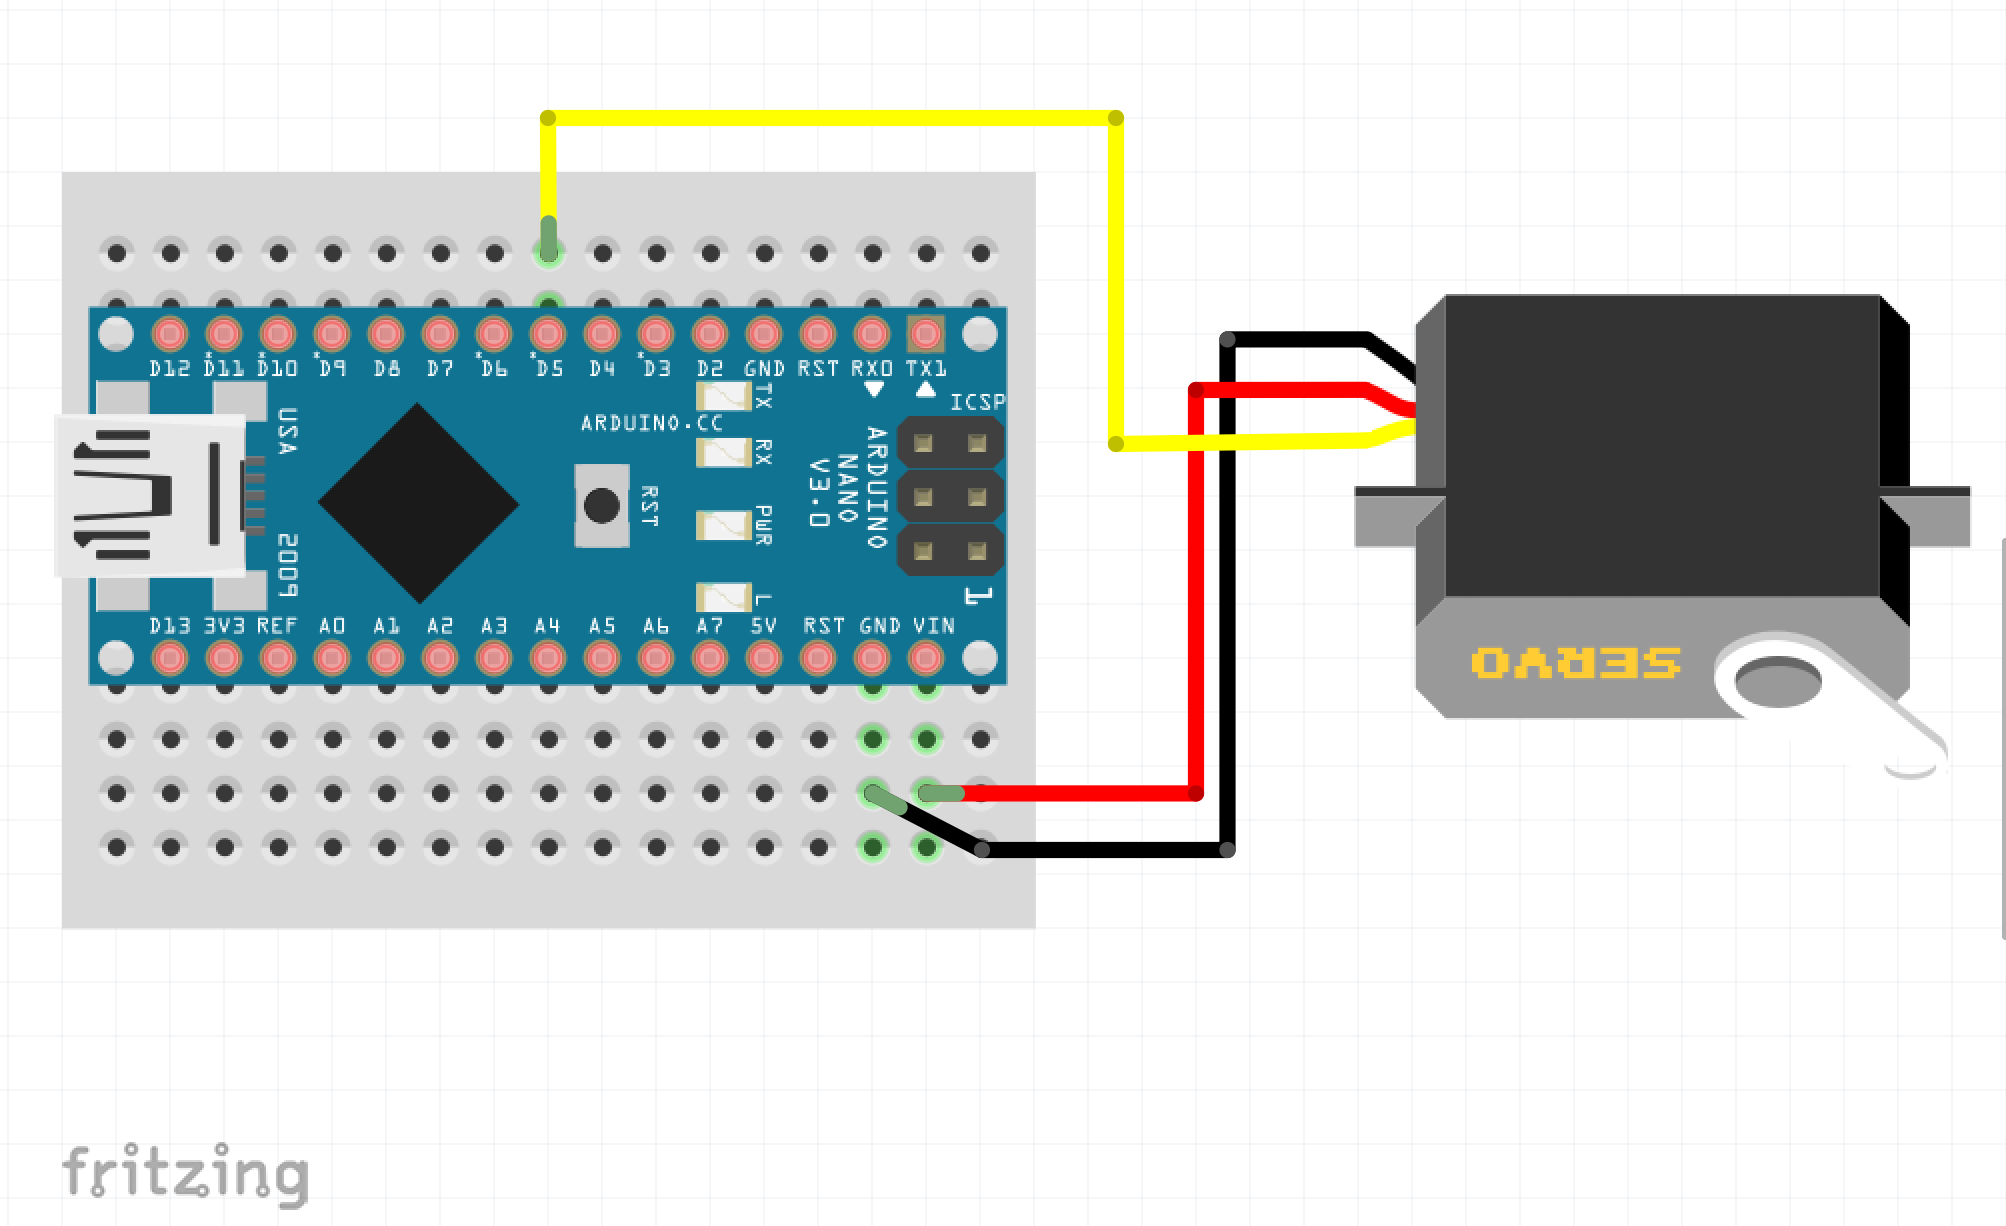 D12 *D11 *D10 *D9 D8 D7 *D6 *D5 D4 *D3 D2 GND RST RX0 TX1
ICSP
USA
TX
ARDUINO.CC
RX
ARDUINO
NANO
V3.0
RST
PWR
2009
L
1
D13 3V3 REF A0 A1 A2 A3 A4 A5 A6 A7 5V RST GND VIN
SERVO
fritzing